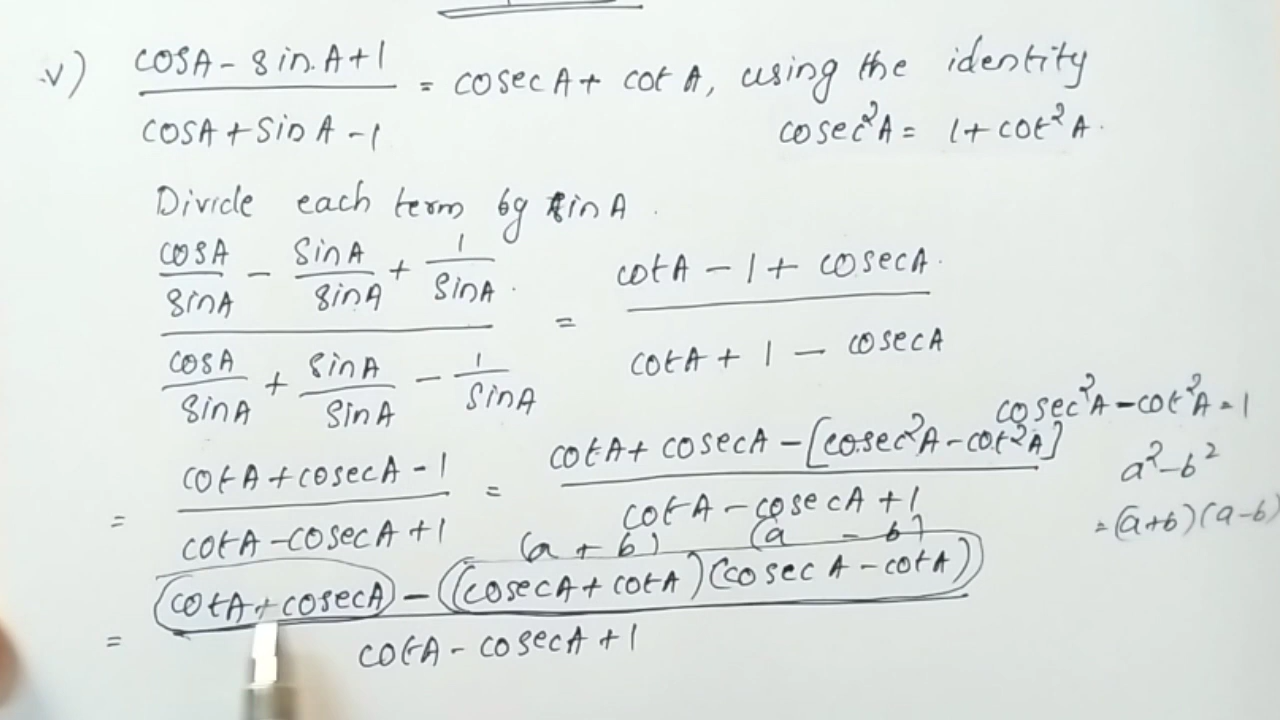 v) cosA - sinA + 1 / cosA + sinA - 1 = cosecA + cotA, using the identity
cosec²A = 1 + cot²A.
Divide each term by sinA.
cosA/sinA - sinA/sinA + 1/sinA / cosA/sinA + sinA/sinA - 1/sinA = cotA - 1 + cosecA / cotA + 1 - cosecA
cosec²A - cot²A = 1
= cotA + cosecA - 1 / cotA - cosecA + 1 = cotA + cosecA - [cosec²A - cot²A] / cotA - cosecA + 1
a² - b²
= (a+b)(a-b)
(a + b) (a - b)
= (cotA + cosecA) - ((cosecA + cotA)(cosecA - cotA)) / cotA - cosecA + 1